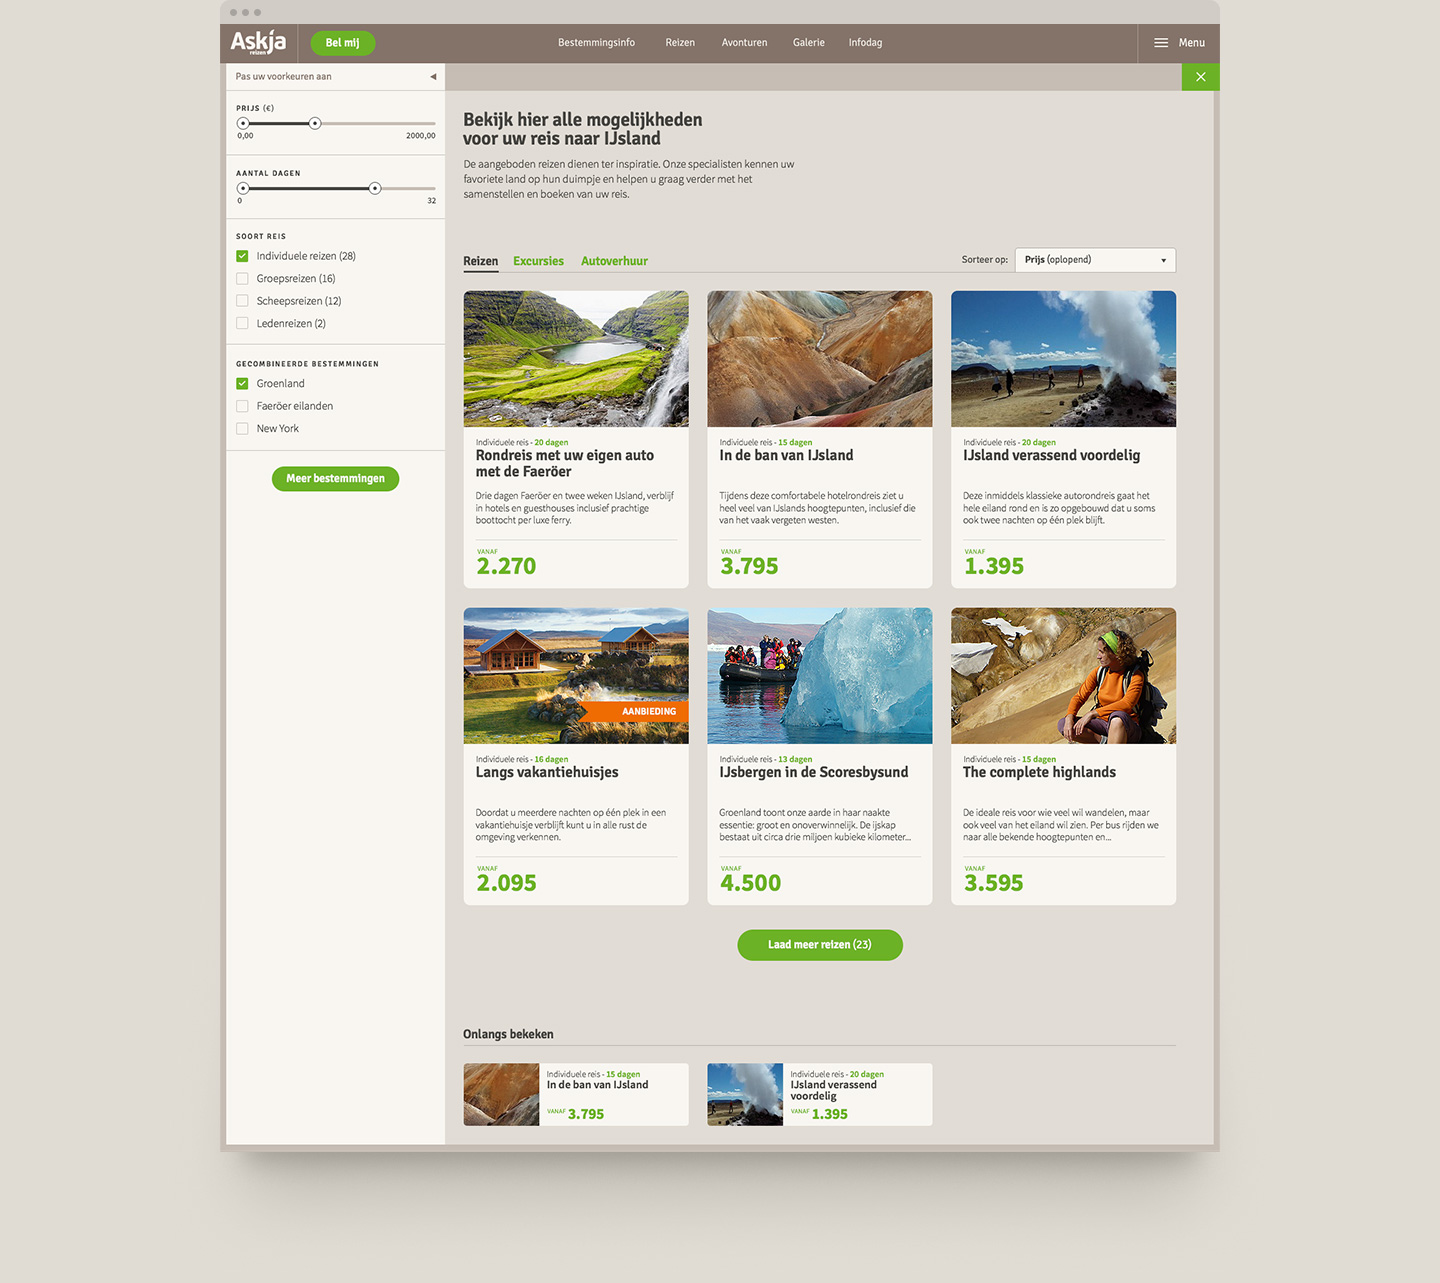 Askja
reizen
Bel mij
Bestemmingsinfo
Reizen
Avonturen
Galerie
Infodag
Menu
Pas uw voorkeuren aan
PRIJS (€)
0,00
2000,00
AANTAL DAGEN
0
32
SOORT REIS
Individuele reizen (28)
Groepsreizen (16)
Scheepsreizen (12)
Ledenreizen (2)
GECOMBINEERDE BESTEMMINGEN
Groenland
Faeröer eilanden
New York
Meer bestemmingen
Bekijk hier alle mogelijkheden
voor uw reis naar IJsland
De aangeboden reizen dienen ter inspiratie. Onze specialisten kennen uw
favoriete land op hun duimpje en helpen u graag verder met het
samenstellen en boeken van uw reis.
Reizen
Excursies
Autoverhuur
Sorteer op:
Prijs (oplopend)
Individuele reis - 20 dagen
Rondreis met uw eigen auto
met de Faeröer
Drie dagen Faeröer en twee weken IJsland, verblijf
in hotels en guesthouses inclusief prachtige
boottocht per luxe ferry.
VANAF
2.270
Individuele reis - 15 dagen
In de ban van IJsland
Tijdens deze comfortabele hotelrondreis ziet u
heel veel van IJslands hoogtepunten, inclusief die
van het vaak vergeten westen.
VANAF
3.795
Individuele reis - 20 dagen
IJsland verassend voordelig
Deze inmiddels klassieke autorondreis gaat het
hele eiland rond en is zo opgebouwd dat u soms
ook twee nachten op één plek blijft.
VANAF
1.395
AANBIEDING
Individuele reis - 16 dagen
Langs vakantiehuisjes
Doordat u meerdere nachten op één plek in een
vakantiehuisje verblijft kunt u in alle rust de
omgeving verkennen.
VANAF
2.095
Individuele reis - 13 dagen
IJsbergen in de Scoresbysund
Groenland toont onze aarde in haar naakte
essentie: groot en onoverwinnelijk. De ijskap
bestaat uit circa drie miljoen kubieke kilometer...
VANAF
4.500
Individuele reis - 15 dagen
The complete highlands
De ideale reis voor wie veel wil wandelen, maar
ook veel van het eiland wil zien. Per bus rijden we
naar alle bekende hoogtepunten en...
VANAF
3.595
Laad meer reizen (23)
Onlangs bekeken
Individuele reis - 15 dagen
In de ban van IJsland
VANAF 3.795
Individuele reis - 20 dagen
IJsland verassend
voordelig
VANAF 1.395